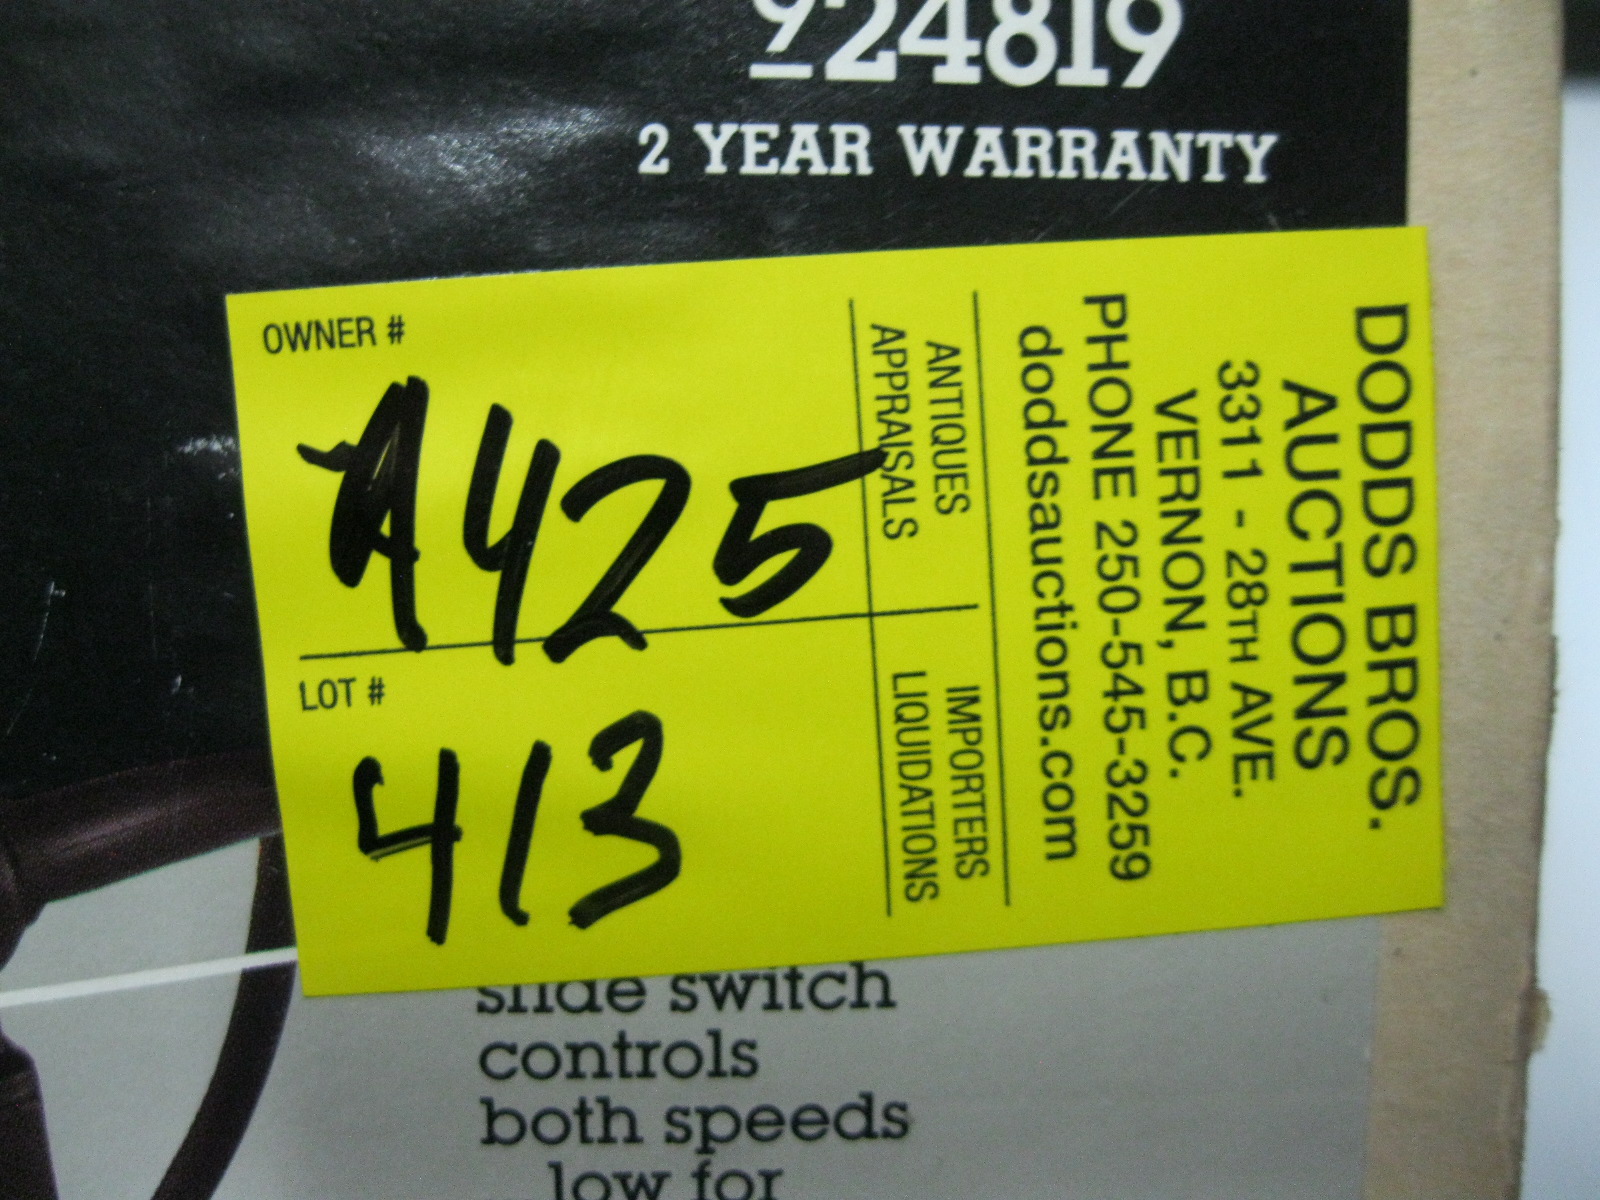 924819
2 YEAR WARRANTY
OWNER #
A425
LOT #
413
ANTIQUES
APPRAISALS
IMPORTERS
LIQUIDATIONS
DODDS BROS.
AUCTIONS
3311 - 28TH AVE.
VERNON, B.C.
PHONE 250-545-3259
doddsauctions.com
slide switch
controls
both speeds
low for